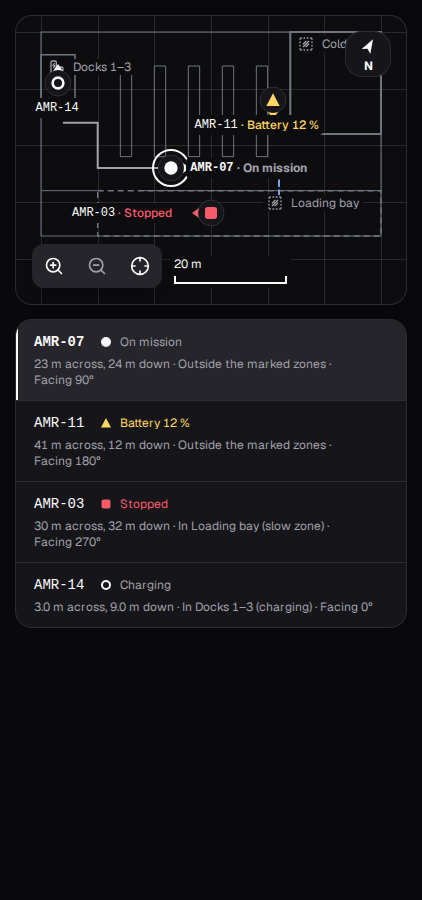 Cold
N
Docks 1–3
AMR-14
AMR-11 · Battery 12 %
AMR-07 · On mission
Loading bay
AMR-03 · Stopped
20 m
AMR-07 On mission
23 m across, 24 m down · Outside the marked zones ·
Facing 90°
AMR-11 Battery 12 %
41 m across, 12 m down · Outside the marked zones ·
Facing 180°
AMR-03 Stopped
30 m across, 32 m down · In Loading bay (slow zone) ·
Facing 270°
AMR-14 Charging
3.0 m across, 9.0 m down · In Docks 1–3 (charging) · Facing 0°